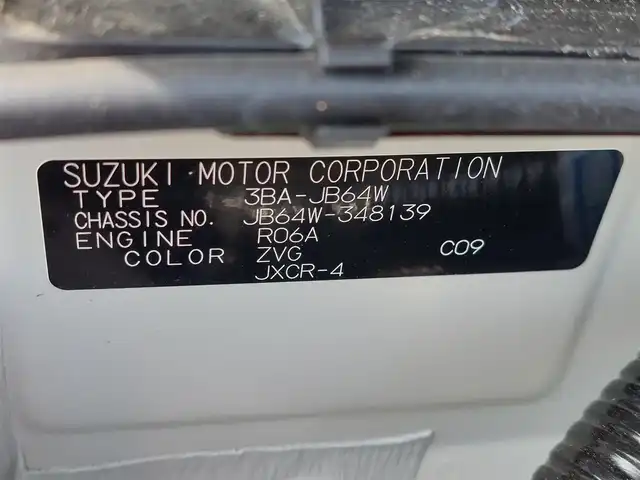 SUZUKI MOTOR CORPORATION
TYPE 3BA-JB64W
CHASSIS NO. JB64W-348139
ENGINE R06A
COLOR ZVG C09
JXCR-4